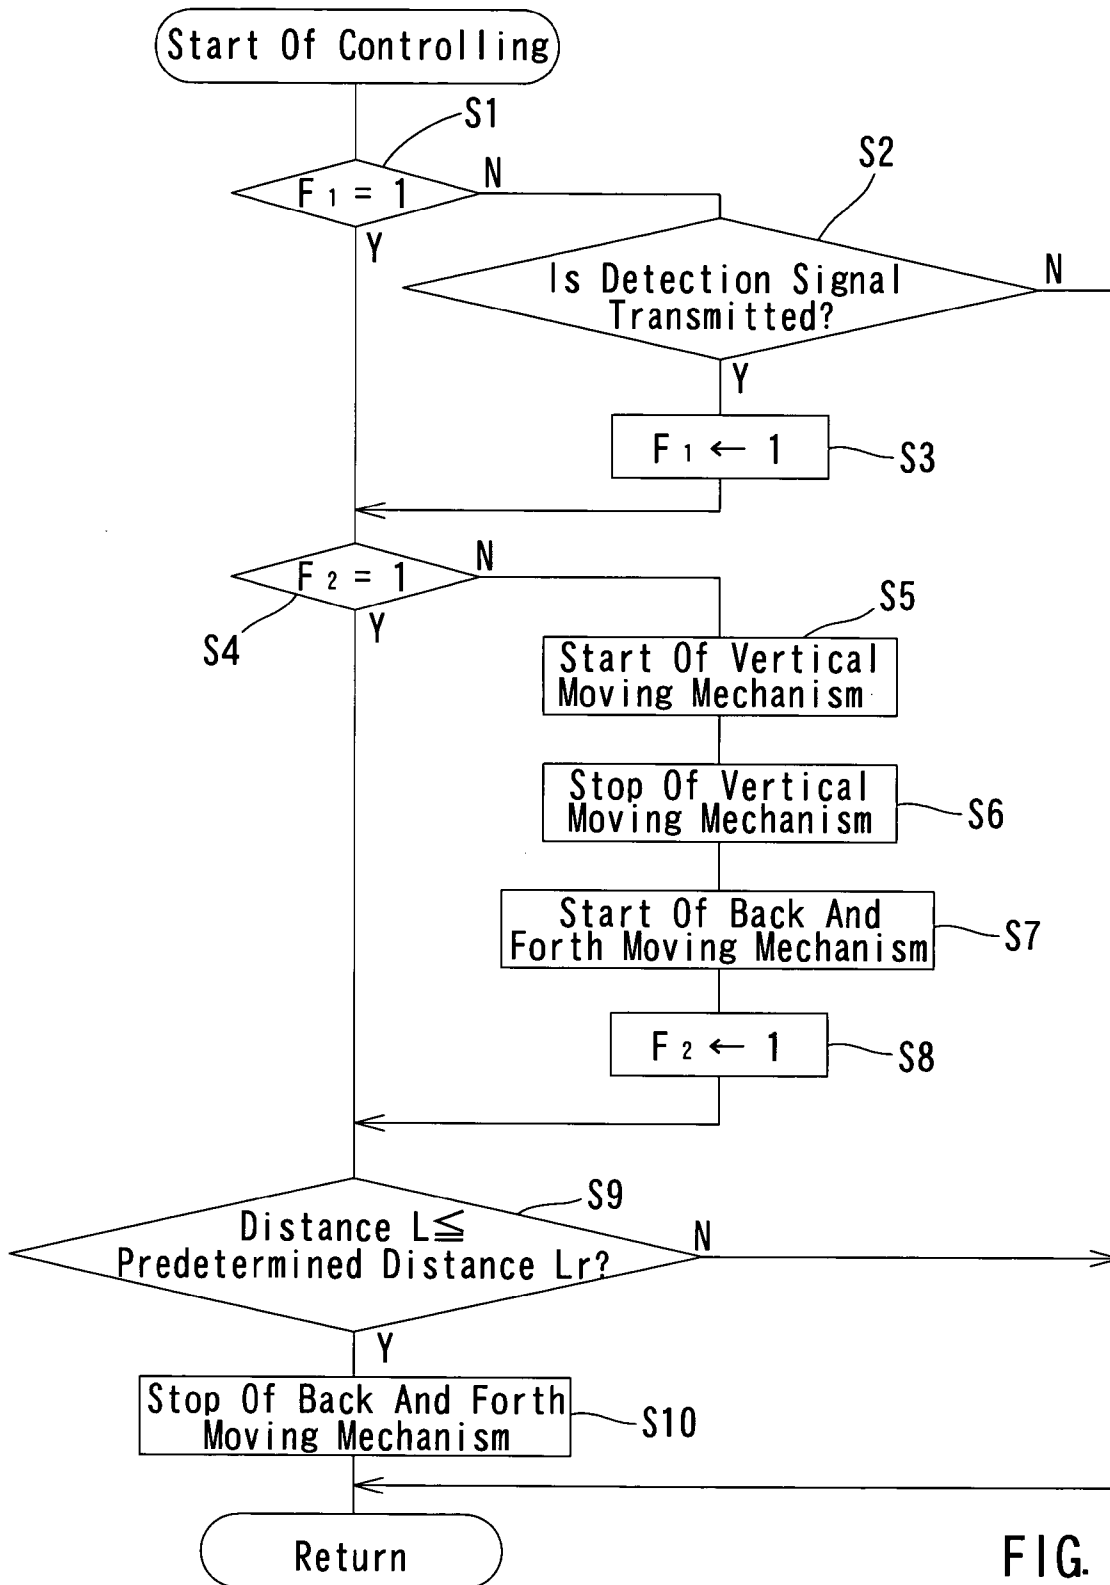 Start Of Controlling
S1
F1 = 1
N
Y
S2
Is Detection Signal
Transmitted?
N
Y
F1 ← 1
S3
F2 = 1
N
Y
S4
S5
Start Of Vertical
Moving Mechanism
Stop Of Vertical
Moving Mechanism
S6
Start Of Back And
Forth Moving Mechanism
S7
F2 ← 1
S8
S9
Distance L≦
Predetermined Distance Lr?
N
Y
Stop Of Back And Forth
Moving Mechanism
S10
Return
FIG.